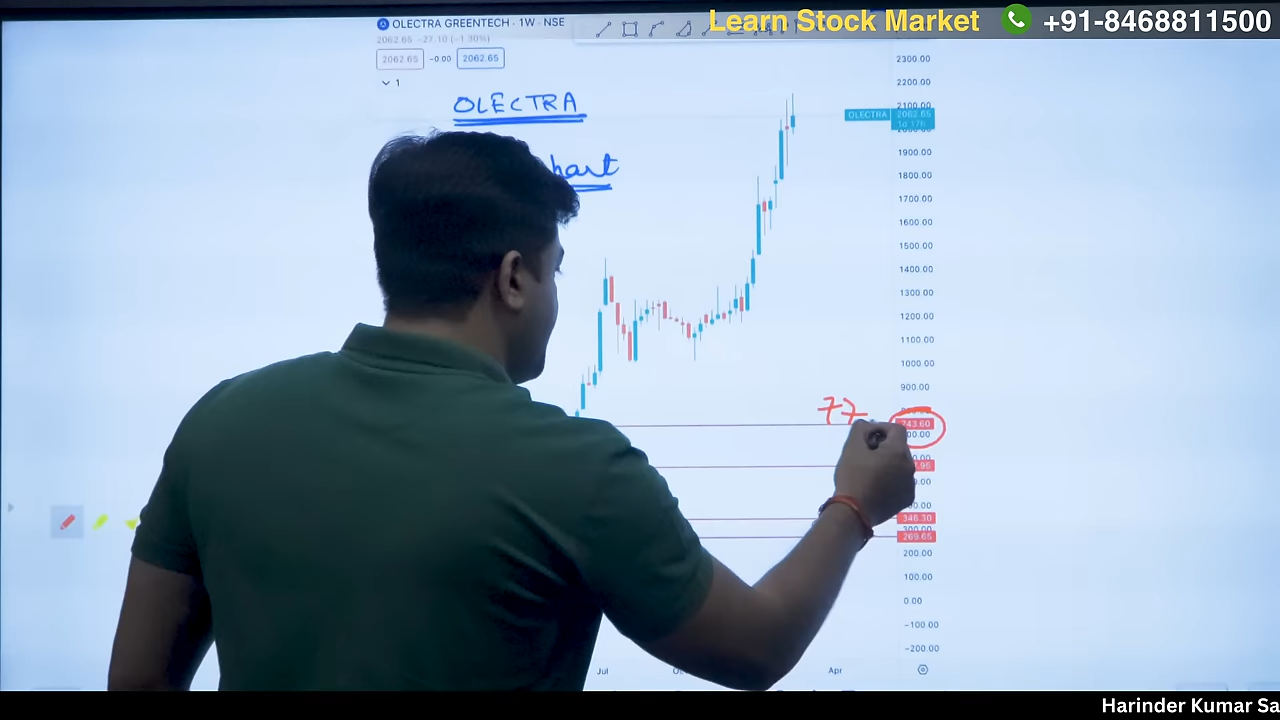 Learn Stock Market +91-8468811500
OLECTRA GREENTECH · 1W · NSE
2062.65 −27.10 (−1.30%)
2062.65 −0.00 2062.65
1
OLECTRA
77
2300.00
2200.00
2100.00
OLECTRA 2062.65
1d 17h
1900.00
1800.00
1700.00
1600.00
1500.00
1400.00
1300.00
1200.00
1100.00
1000.00
900.00
743.60
346.30
269.65
200.00
100.00
0.00
−100.00
−200.00
Jul
Apr
Harinder Kumar Sa